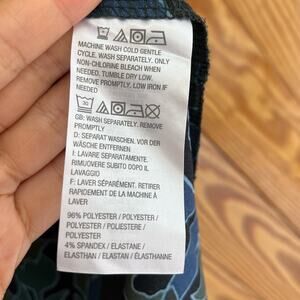 MACHINE WASH COLD GENTLE
CYCLE. WASH SEPARATELY. ONLY
NON-CHLORINE BLEACH WHEN
NEEDED. TUMBLE DRY LOW.
REMOVE PROMPTLY. LOW IRON IF
NEEDED
30
GB: WASH SEPARATELY. REMOVE
PROMPTLY
D: SEPARAT WASCHEN. VOR DER
WÄSCHE ENTFERNEN
I: LAVARE SEPARATAMENTE.
RIMUOVERE SUBITO DOPO IL
LAVAGGIO
F: LAVER SÉPARÉMENT. RETIRER
RAPIDEMENT DE LA MACHINE À
LAVER
96% POLYESTER / POLYESTER /
POLYESTER / POLIESTERE /
POLYESTER
4% SPANDEX / ELASTANE /
ELASTHAN / ELASTAN / ÉLASTHANNE